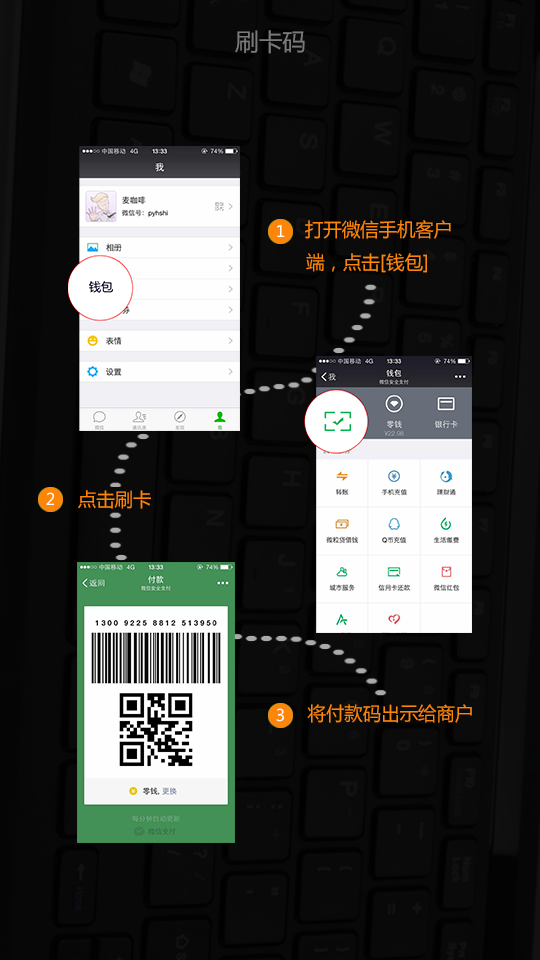 刷卡码
中国移动 4G 13:33 74%
我
麦咖啡
微信号: pyhshi
相册
钱包
表情
设置
微信 通讯录 发现 我
1 打开微信手机客户
端，点击[钱包]
中国移动 4G 13:33 74%
我 钱包
微信安全支付
零钱 银行卡
¥22.08
转账 手机充值 理财通
微粒贷借钱 Q币充值 生活缴费
城市服务 信用卡还款 微信红包
2 点击刷卡
中国移动 4G 13:33 74%
返回 付款
微信安全支付
1300 9225 8812 513950
零钱, 更换
每分钟自动更新
微信支付
3 将付款码出示给商户